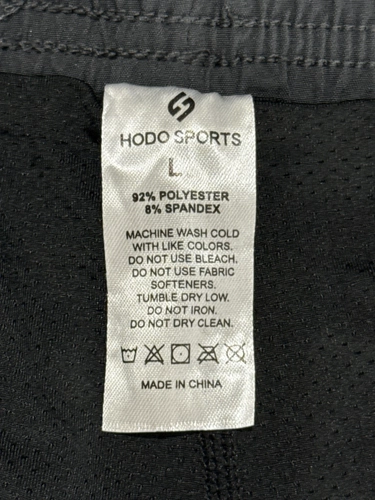 HODO SPORTS
L
92% POLYESTER
8% SPANDEX
MACHINE WASH COLD
WITH LIKE COLORS.
DO NOT USE BLEACH.
DO NOT USE FABRIC
SOFTENERS.
TUMBLE DRY LOW.
DO NOT IRON.
DO NOT DRY CLEAN.
MADE IN CHINA